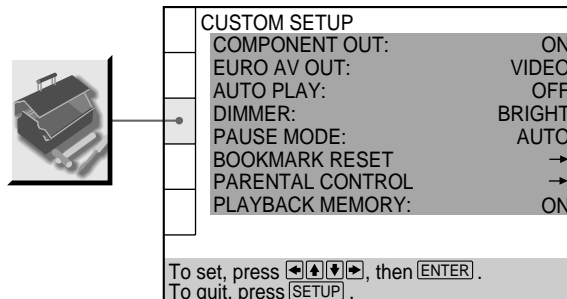 CUSTOM SETUP
COMPONENT OUT: ON
EURO AV OUT: VIDEO
AUTO PLAY: OFF
DIMMER: BRIGHT
PAUSE MODE: AUTO
BOOKMARK RESET →
PARENTAL CONTROL →
PLAYBACK MEMORY: ON
To set, press ←↑↓→, then ENTER .
To quit, press SETUP .